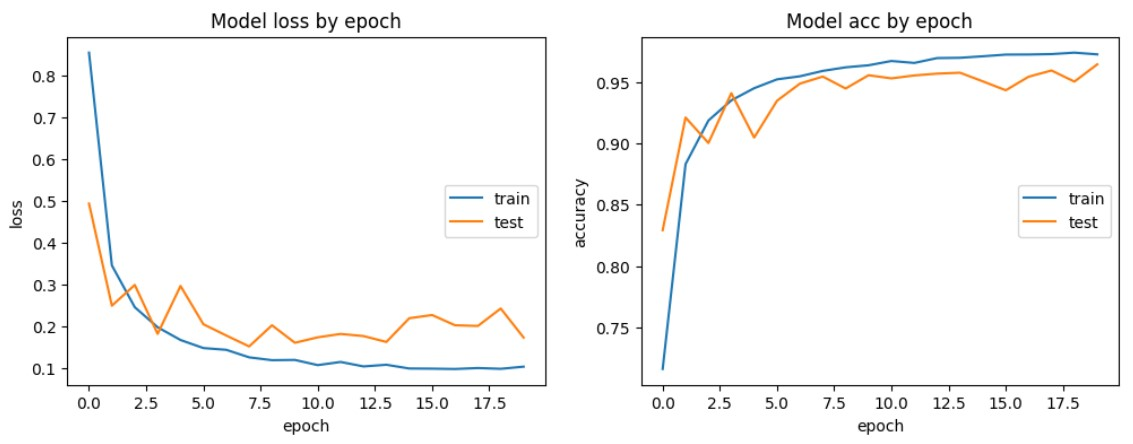 Model loss by epoch
loss
0.8
0.7
0.6
0.5
0.4
0.3
0.2
0.1
train
test
0.0 2.5 5.0 7.5 10.0 12.5 15.0 17.5
epoch
Model acc by epoch
accuracy
0.95
0.90
0.85
0.80
0.75
train
test
0.0 2.5 5.0 7.5 10.0 12.5 15.0 17.5
epoch